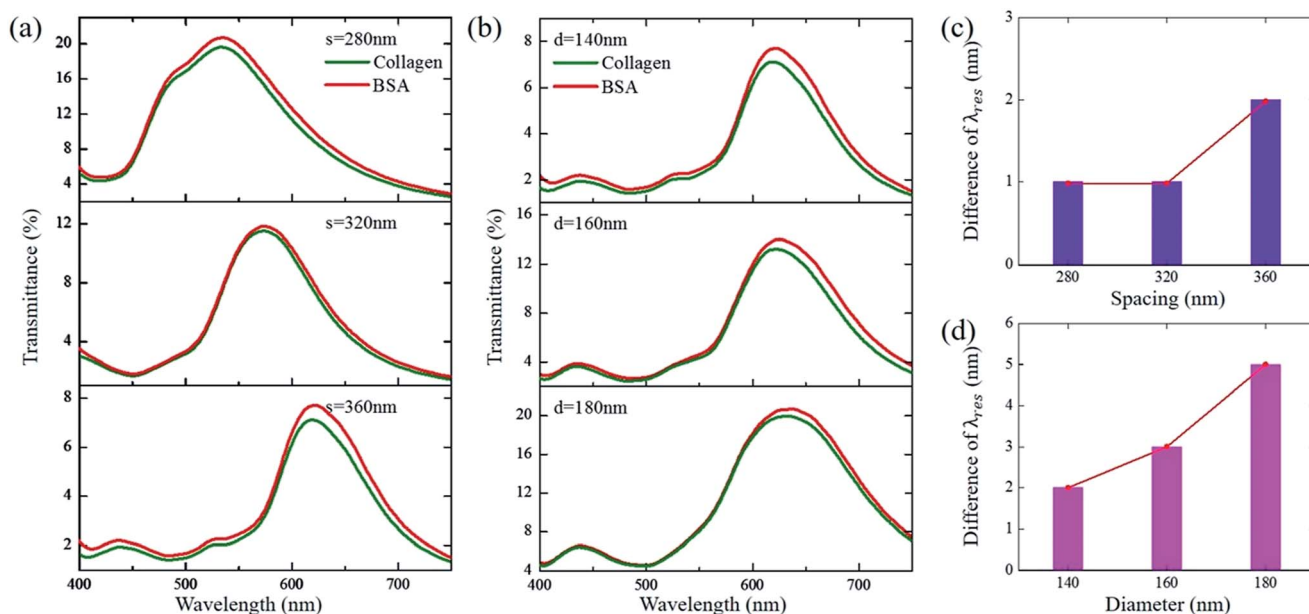 (a)
s=280nm
Collagen
BSA
20
16
12
8
4
s=320nm
12
8
4
s=360nm
8
6
4
2
400 500 600 700
Transmittance (%)
Wavelength (nm)
(b)
d=140nm
Collagen
BSA
8
6
4
2
d=160nm
16
13
10
7
4
d=180nm
20
16
12
8
4
400 500 600 700
Transmittance (%)
Wavelength (nm)
(c)
3
2
1
0
280 320 360
Difference of λres (nm)
Spacing (nm)
(d)
6
5
4
3
2
1
0
140 160 180
Difference of λres (nm)
Diameter (nm)